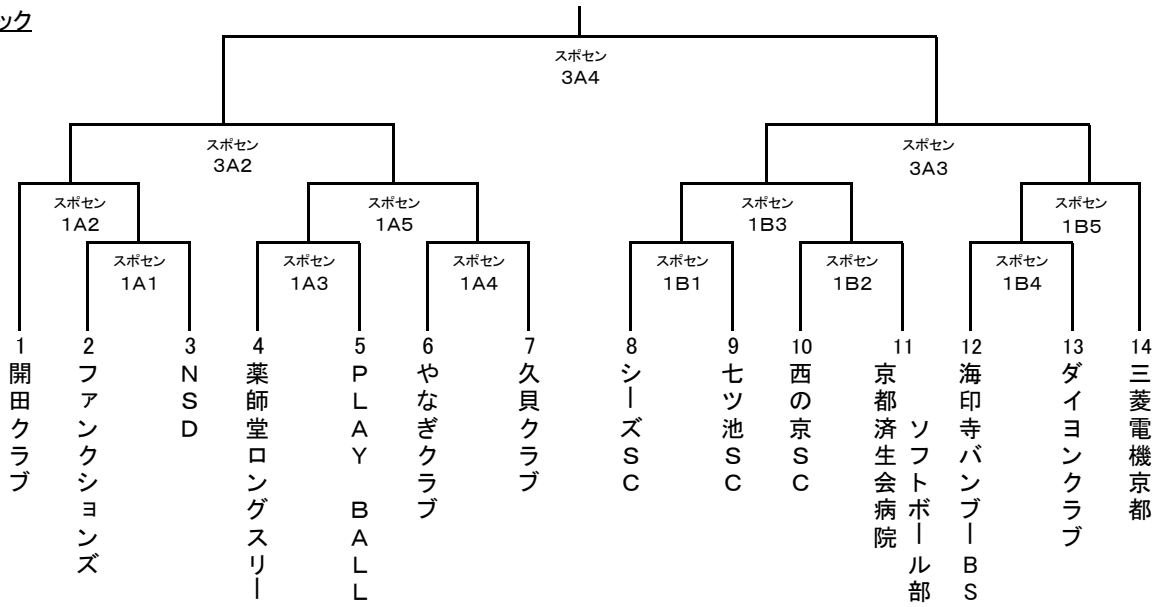 ック
スポセン
3A4
スポセン
3A2
スポセン
3A3
スポセン
1A2
スポセン
1A5
スポセン
1B3
スポセン
1B5
スポセン
1A1
スポセン
1A3
スポセン
1A4
スポセン
1B1
スポセン
1B2
スポセン
1B4
1
開田クラブ
2
ファンクションズ
3
NSD
4
薬師堂ロングスリー
5
PLAY BALL
6
やなぎクラブ
7
久貝クラブ
8
シーズSC
9
七ツ池SC
10
西の京SC
11
京都済生会病院
ソフトボール部
12
海印寺バンブーBS
13
ダイヨンクラブ
14
三菱電機京都